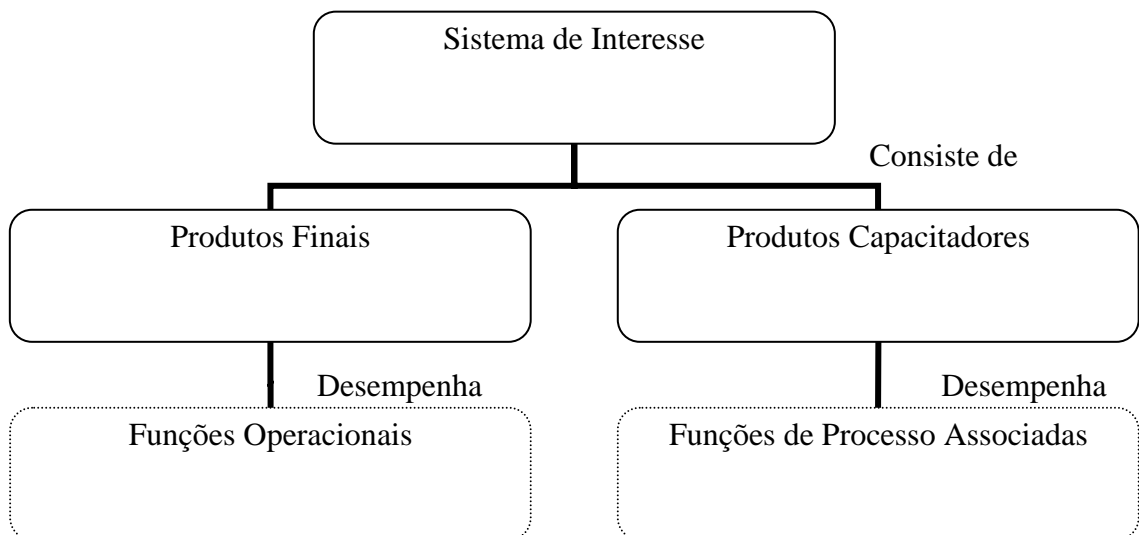 Sistema de Interesse
Consiste de
Produtos Finais
Produtos Capacitadores
Desempenha
Desempenha
Funções Operacionais
Funções de Processo Associadas